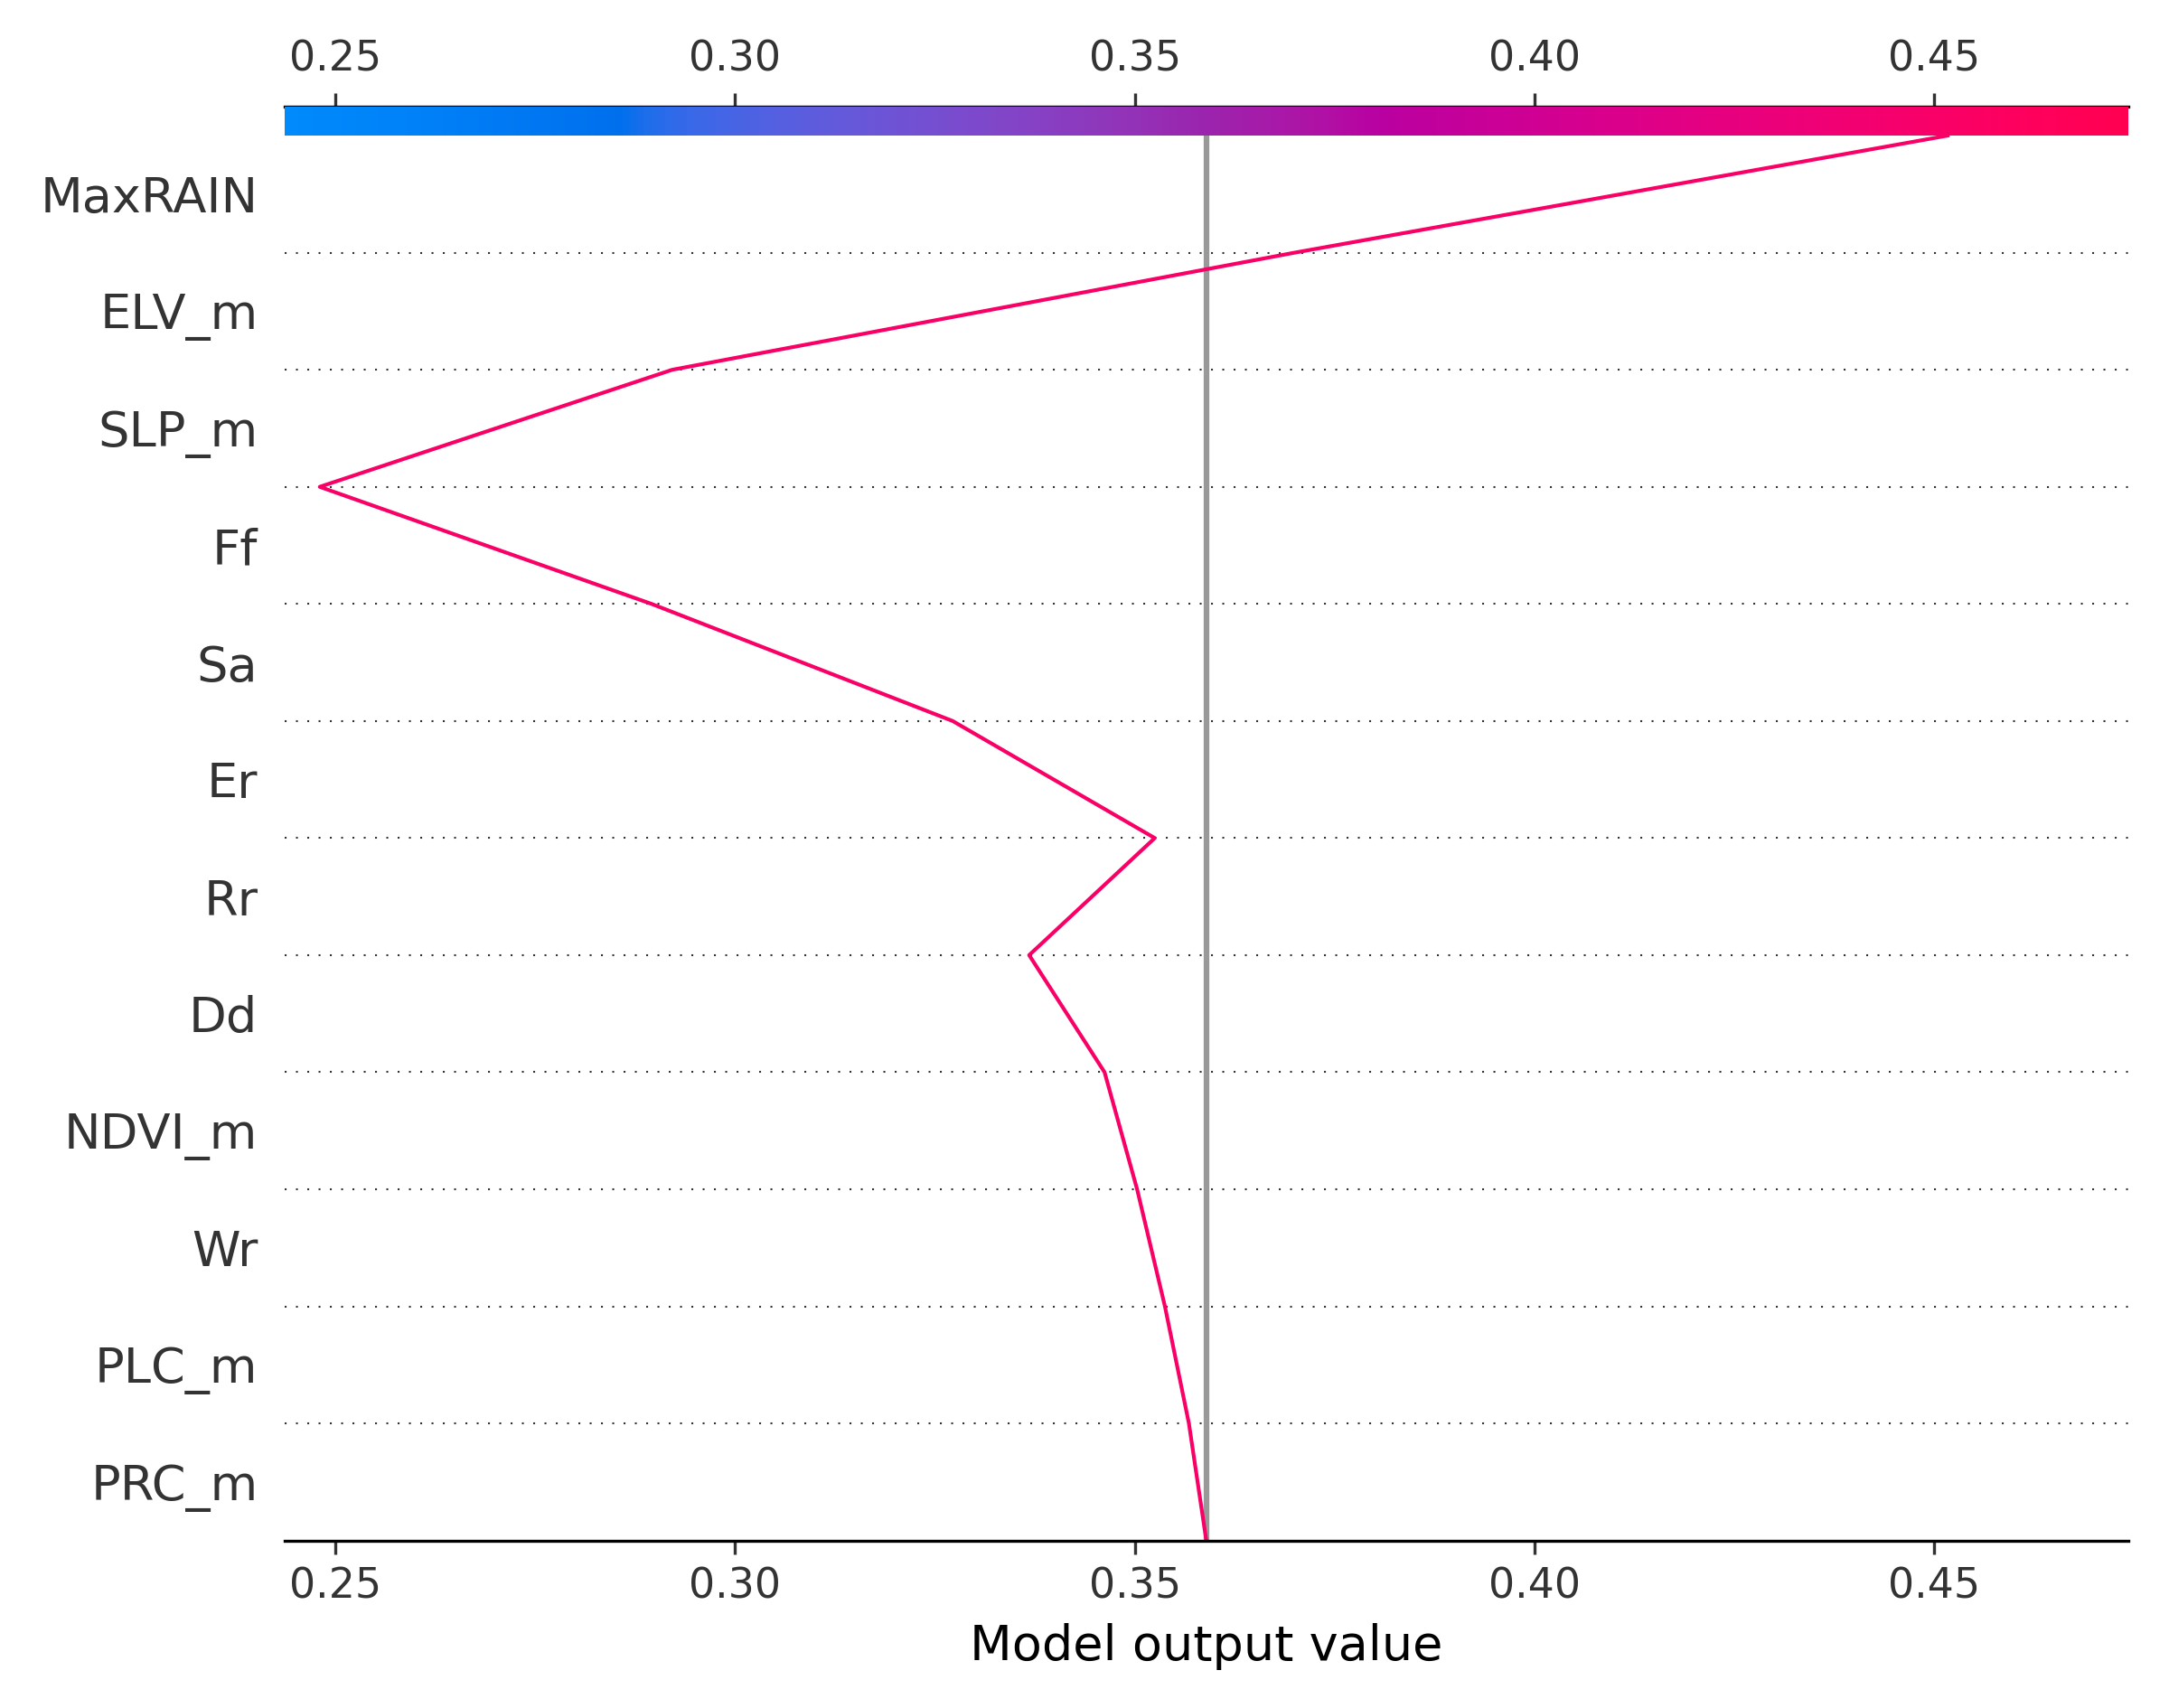 0.25 0.30 0.35 0.40 0.45
MaxRAIN
ELV_m
SLP_m
Ff
Sa
Er
Rr
Dd
NDVI_m
Wr
PLC_m
PRC_m
0.25 0.30 0.35 0.40 0.45
Model output value